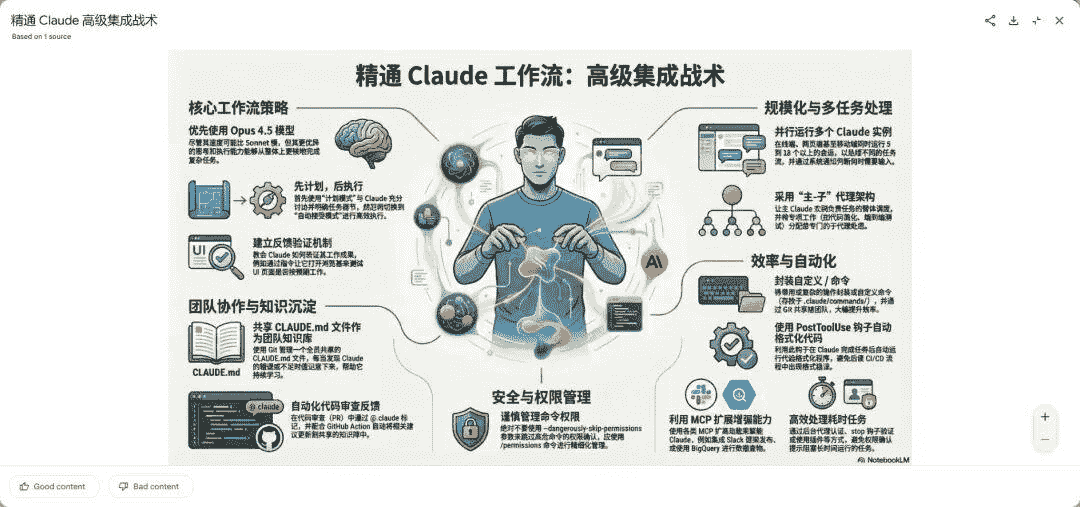 精通 Claude 高级集成战术
Based on 1 source
精通 Claude 工作流：高级集成战术
核心工作流策略
优先使用 Opus 4.5 模型
尽管其速度可能比 Sonnet 慢，但其更优异
的思考和执行能力能够从整体上更快地完成
复杂任务。
先计划，后执行
首先使用“计划模式”与 Claude 充分
讨论并明确任务细节，然后再切换到
“自动接受模式”进行高效执行。
UI
建立反馈验证机制
教会 Claude 如何验证其工作成果，
例如通过指令让它打开浏览器来测试
UI 页面是否按预期工作。
团队协作与知识沉淀
CLAUDE.md
共享 CLAUDE.md 文件作
为团队知识库
使用 Git 管理一个全员共享的
CLAUDE.md 文件，每当发现 Claude
的错误或不足时
持续学习。
claude
自动化代码审查反馈
在代码审查（PR）中通过 @.claude 标
记，并配合 GitHub Action 自动将相关建
议更新到共享的知识库中。
安全与权限管理
谨慎管理命令权限
绝对不要使用 --dangerously-skip-permissions
参数来跳过高危命令的权限确认，应使用
/permissions 命令进行精细化管理。
规模化与多任务处理
并行运行多个 Claude 实例
在终端、网页端甚至移动端同时运行 5
到 18 个以上的会话，以处理不同的任务
流，并通过系统通知判断何时需要输入。
采用“主-子”代理架构
让主 Claude 实例负责任务的整体调度，
并将专项工作（如代码简化、端到端测
试）分配给专门的子代理处理。
效率与自动化
封装自定义 / 命令
将常用或复杂的操作封装成自定义命令
（存放于 .claude/commands/），并通
过 GR 共享给团队，大幅提升效率。
使用 PostToolUse 钩子自动
格式化代码
利用此钩子在 Claude 完成任务后自动运
行代码格式化程序，避免后续 CI/CD 流
程中出现格式错误。
利用 MCP 扩展增强能力
使用各类 MCP 扩展
Claude，例如集成 Slack 发布、
或使用 BigQuery 进行数据查询。
高效处理耗时任务
通过后台代理认证、stop 钩子验证
或使用插件等方式，避免权限确认
提示阻塞长时间运行的任务。
NotebookLM
Good content
Bad content